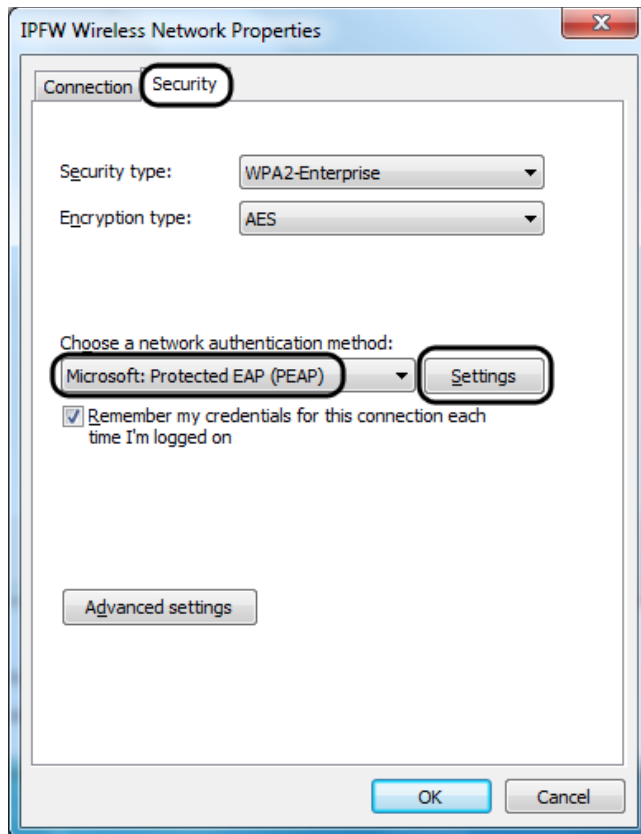 IPFW Wireless Network Properties
Connection Security
Security type: WPA2-Enterprise
Encryption type: AES
Choose a network authentication method:
Microsoft: Protected EAP (PEAP) Settings
Remember my credentials for this connection each
time I'm logged on
Advanced settings
OK Cancel